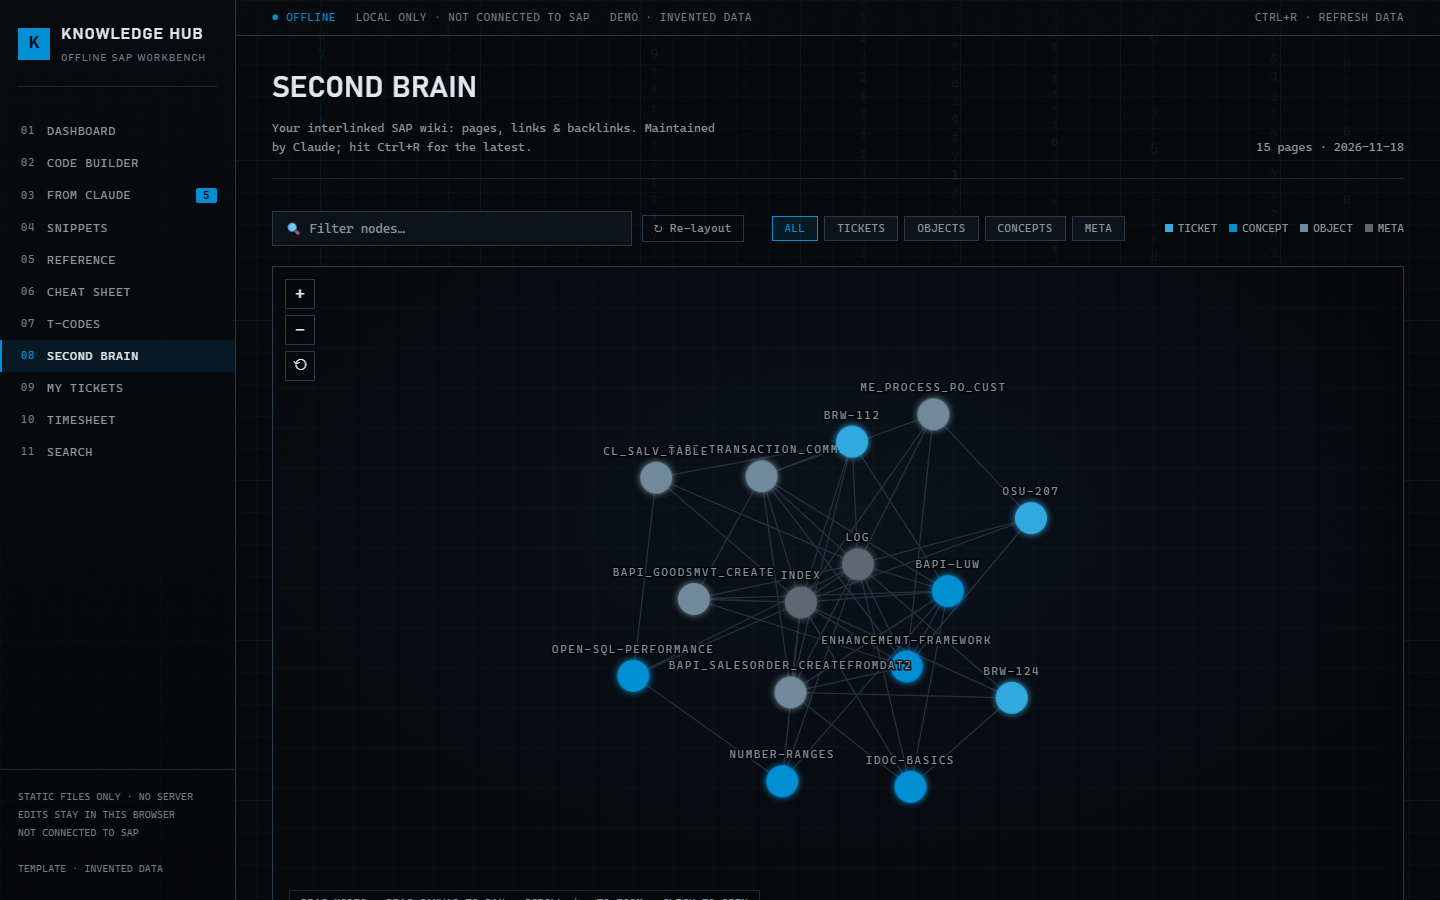 K
KNOWLEDGE HUB
OFFLINE SAP WORKBENCH
01 DASHBOARD
02 CODE BUILDER
03 FROM CLAUDE 5
04 SNIPPETS
05 REFERENCE
06 CHEAT SHEET
07 T-CODES
08 SECOND BRAIN
09 MY TICKETS
10 TIMESHEET
11 SEARCH
STATIC FILES ONLY · NO SERVER
EDITS STAY IN THIS BROWSER
NOT CONNECTED TO SAP
TEMPLATE · INVENTED DATA
OFFLINE LOCAL ONLY · NOT CONNECTED TO SAP DEMO · INVENTED DATA CTRL+R · REFRESH DATA
SECOND BRAIN
Your interlinked SAP wiki: pages, links & backlinks. Maintained
by Claude; hit Ctrl+R for the latest.
15 pages · 2026-11-18
Filter nodes…
↻ Re-layout
ALL TICKETS OBJECTS CONCEPTS META
TICKET CONCEPT OBJECT META
+
−
ME_PROCESS_PO_CUST
BRW-112
CL_SALV_TABLE
OSU-207
LOG
BAPI-LUW
BAPI_GOODSMVT_CREATE
INDEX
ENHANCEMENT-FRAMEWORK
OPEN-SQL-PERFORMANCE
BAPI_SALESORDER_CREATEFROMDAT2
BRW-124
NUMBER-RANGES
IDOC-BASICS